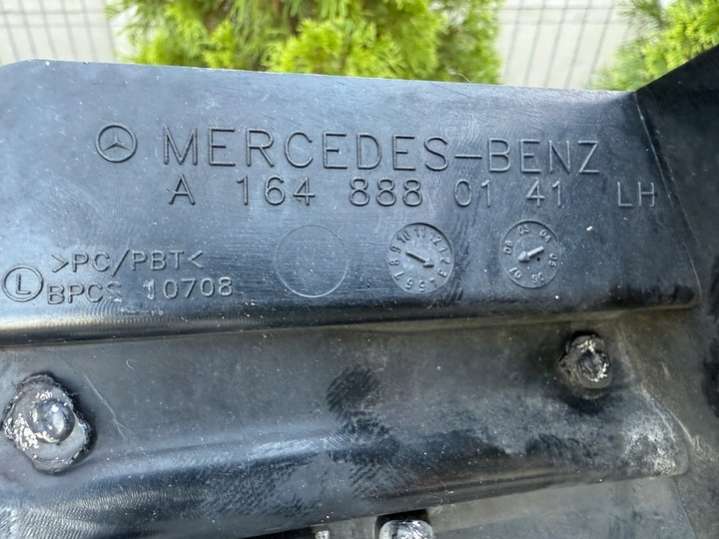 MERCEDES-BENZ
A 164 888 01 41 LH
>PC/PBT<
L BPCS 10708